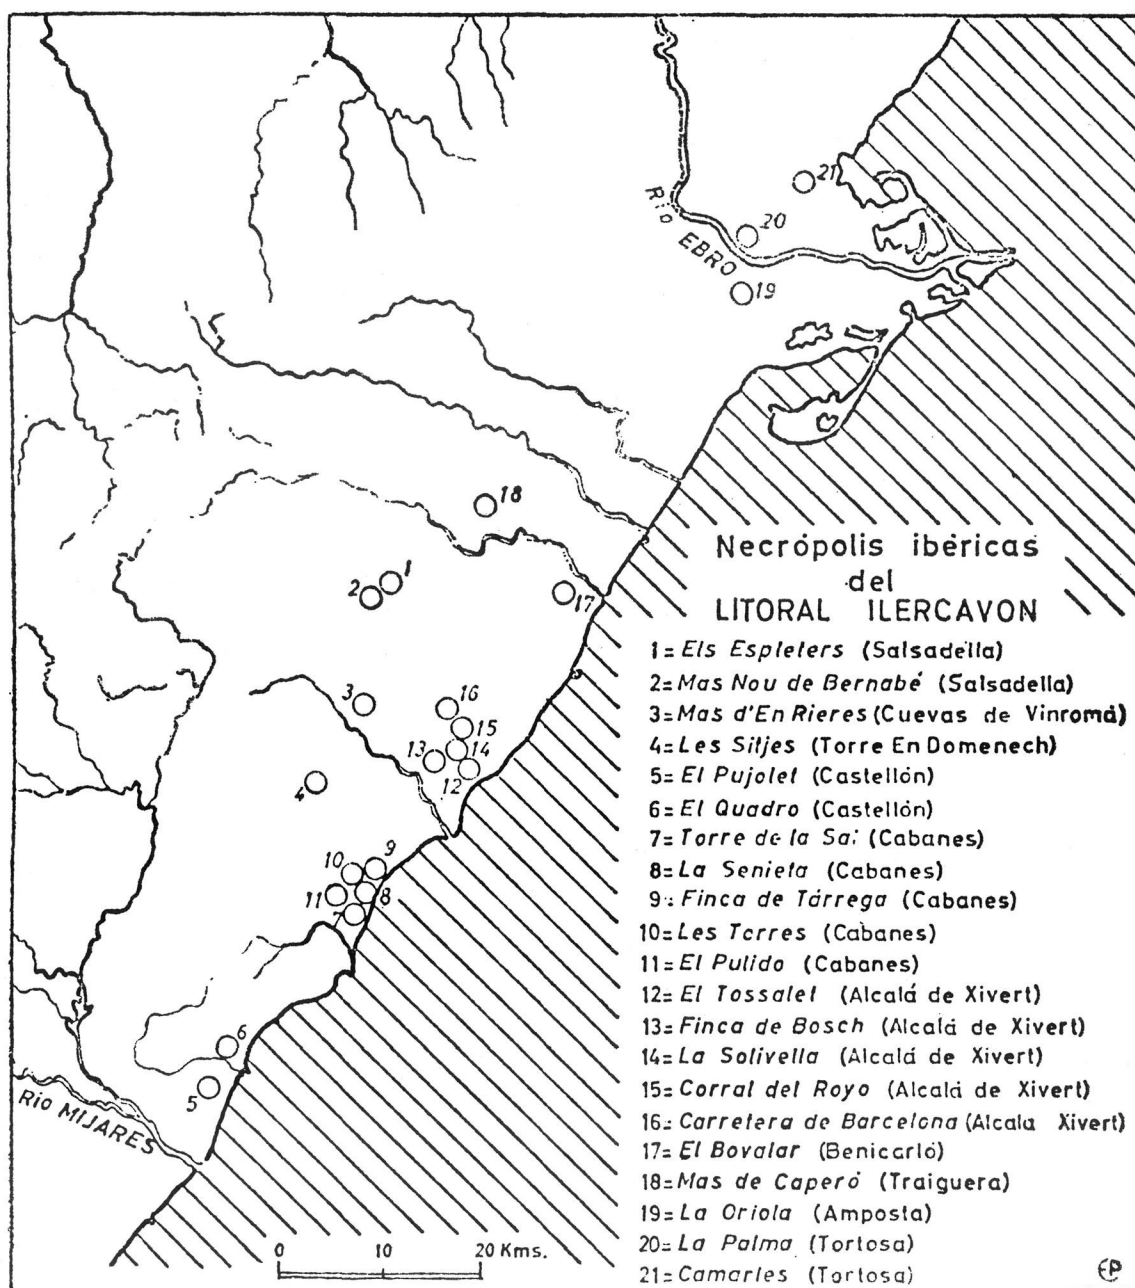 21
20
Río EBRO
19
18
1
2
17
3
16
15
14
13
12
4
9
10
11
8
7
6
5
Río MIJARES
0 10 20 Kms.
Necrópolis ibéricas
del
LITORAL ILERCAVON
1= Els Espleters (Salsadella)
2= Mas Nou de Bernabé (Salsadella)
3= Mas d'En Rieres (Cuevas de Vinromá)
4= Les Sitjes (Torre En Domenech)
5= El Pujolet (Castellón)
6= El Quadro (Castellón)
7= Torre de la Sal (Cabanes)
8= La Senieta (Cabanes)
9= Finca de Tárrega (Cabanes)
10= Les Torres (Cabanes)
11= El Pulido (Cabanes)
12= El Tossalet (Alcalá de Xivert)
13= Finca de Bosch (Alcalá de Xivert)
14= La Solivella (Alcalá de Xivert)
15= Corral del Royo (Alcalá de Xivert)
16= Carretera de Barcelona (Alcala Xivert)
17= El Bovalar (Benicarló)
18= Mas de Caperó (Traiguera)
19= La Oriola (Amposta)
20= La Palma (Tortosa)
21= Camarles (Tortosa)
EP